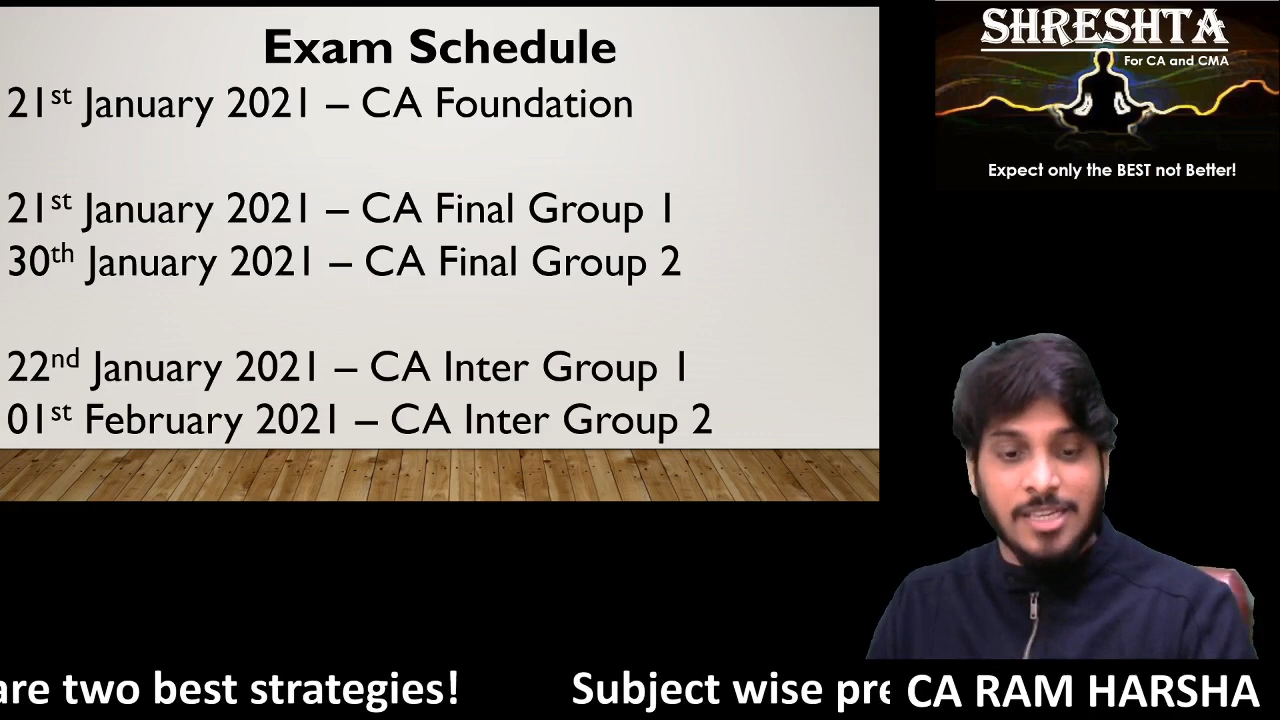 Exam Schedule
21st January 2021 – CA Foundation
21st January 2021 – CA Final Group 1
30th January 2021 – CA Final Group 2
22nd January 2021 – CA Inter Group 1
01st February 2021 – CA Inter Group 2
SHRESHTA
For CA and CMA
Expect only the BEST not Better!
are two best strategies! Subject wise pre
CA RAM HARSHA